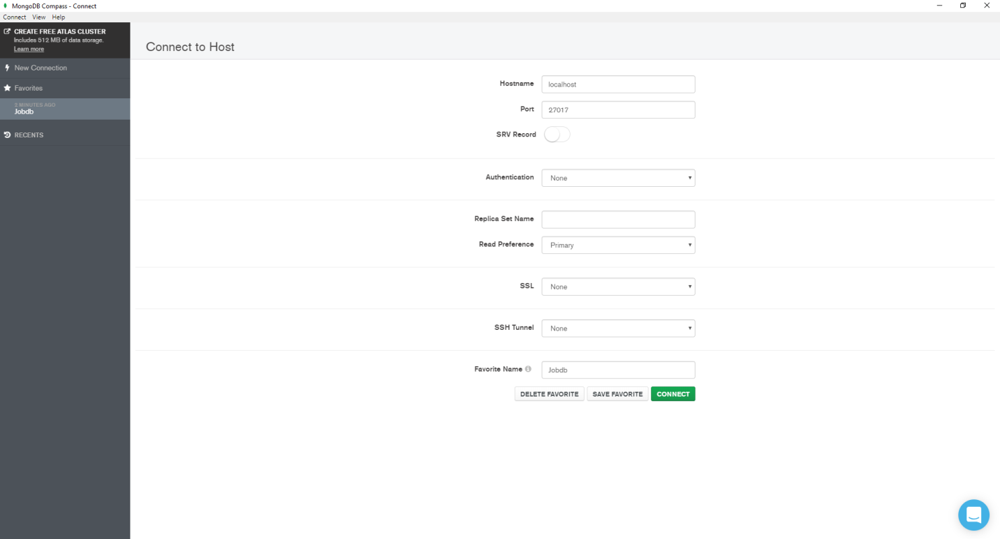 MongoDB Compass - Connect
Connect View Help
CREATE FREE ATLAS CLUSTER
Includes 512 MB of data storage.
Learn more
New Connection
Favorites
2 MINUTES AGO
Jobdb
RECENTS
Connect to Host
Hostname localhost
Port 27017
SRV Record
Authentication None
Replica Set Name
Read Preference Primary
SSL None
SSH Tunnel None
Favorite Name Jobdb
DELETE FAVORITE SAVE FAVORITE CONNECT